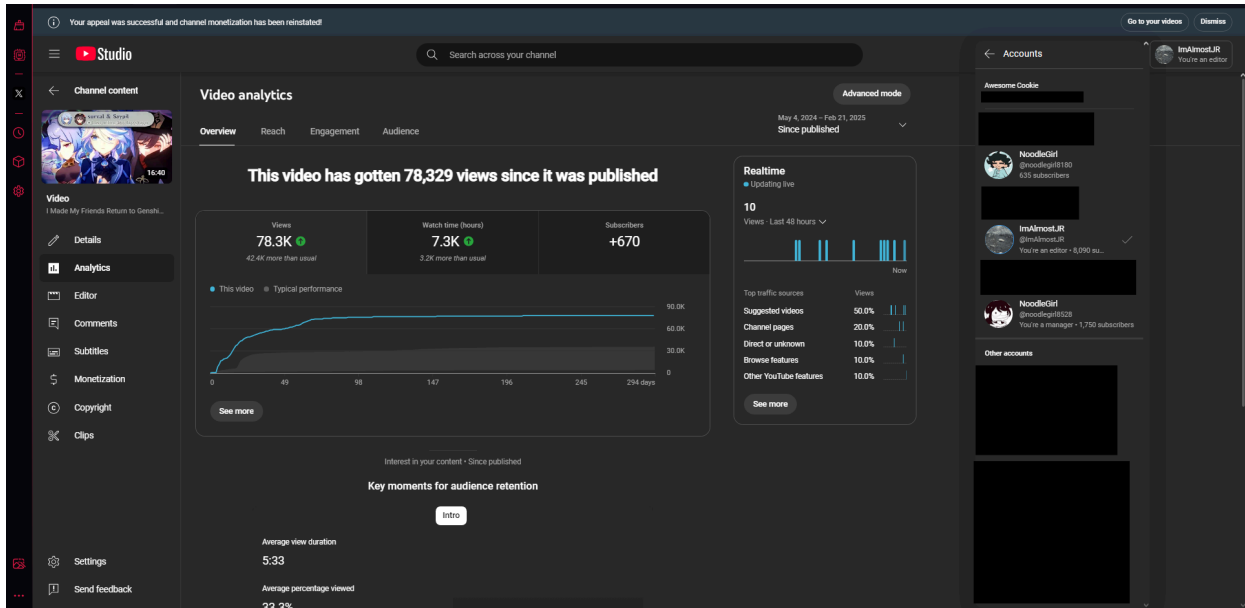 Your appeal was successful and channel monetization has been reinstated!
Go to your videos
Dismiss
Studio
Search across your channel
Accounts
ImAlmostJR
You're an editor
Channel content
16:40
Video
I Made My Friends Return to Genshi...
Details
Analytics
Editor
Comments
Subtitles
Monetization
Copyright
Clips
Settings
Send feedback
Video analytics
Advanced mode
Overview
Reach
Engagement
Audience
May 4, 2024 – Feb 21, 2025
Since published
This video has gotten 78,329 views since it was published
Views
78.3K
42.4K more than usual
Watch time (hours)
7.3K
3.2K more than usual
Subscribers
+670
This video
Typical performance
90.0K
60.0K
30.0K
0
0
49
98
147
196
245
294 days
See more
Interest in your content • Since published
Key moments for audience retention
Intro
Average view duration
5:33
Average percentage viewed
33.3%
Realtime
Updating live
10
Views · Last 48 hours
Now
Top traffic sources
Views
Suggested videos
50.0%
Channel pages
20.0%
Direct or unknown
10.0%
Browse features
10.0%
Other YouTube features
10.0%
See more
Awesome Cookie
NoodleGirl
@noodlegirl8180
635 subscribers
ImAlmostJR
@ImAlmostJR
You're an editor • 8,090 su...
NoodleGirl
@noodlegirl8528
You're a manager • 1,750 subscribers
Other accounts